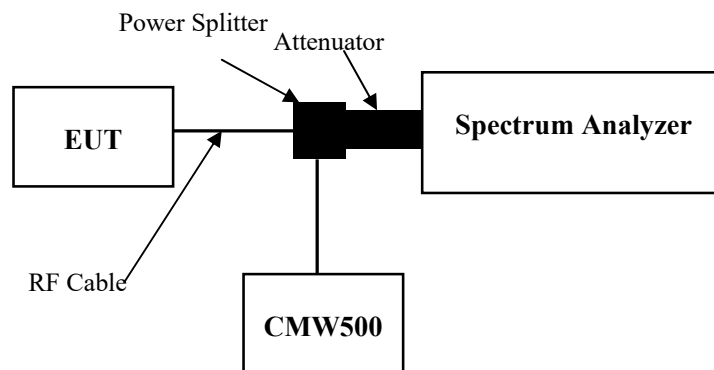 Power Splitter
Attenuator
EUT
Spectrum Analyzer
RF Cable
CMW500